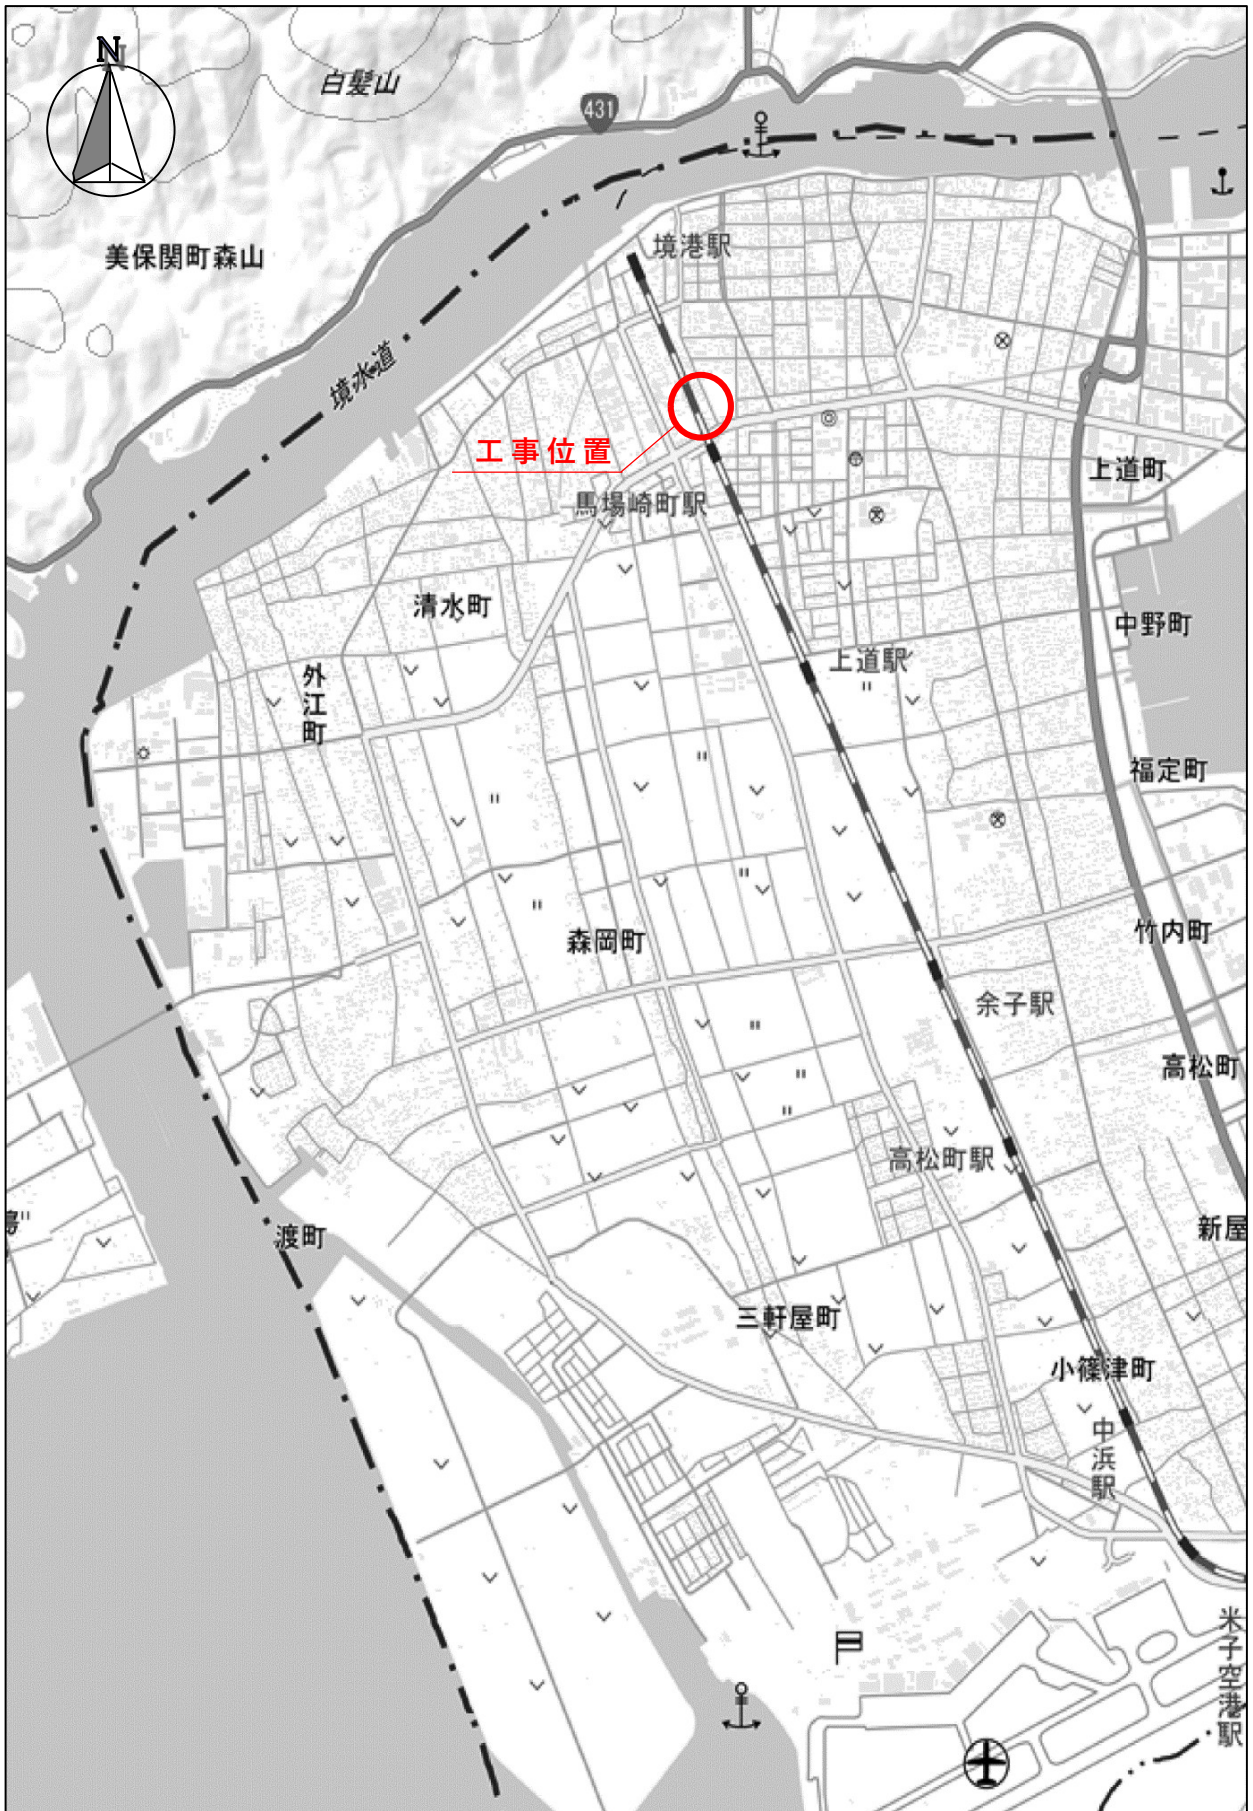 N
白髪山
431
美保関町森山
境港駅
境水道
工事位置
上道町
馬場崎町駅
清水町
中野町
上道駅
外江町
福定町
森岡町
竹内町
余子駅
高松町
高松町駅
新屋
渡町
三軒屋町
小篠津町
中浜駅
米子空港駅